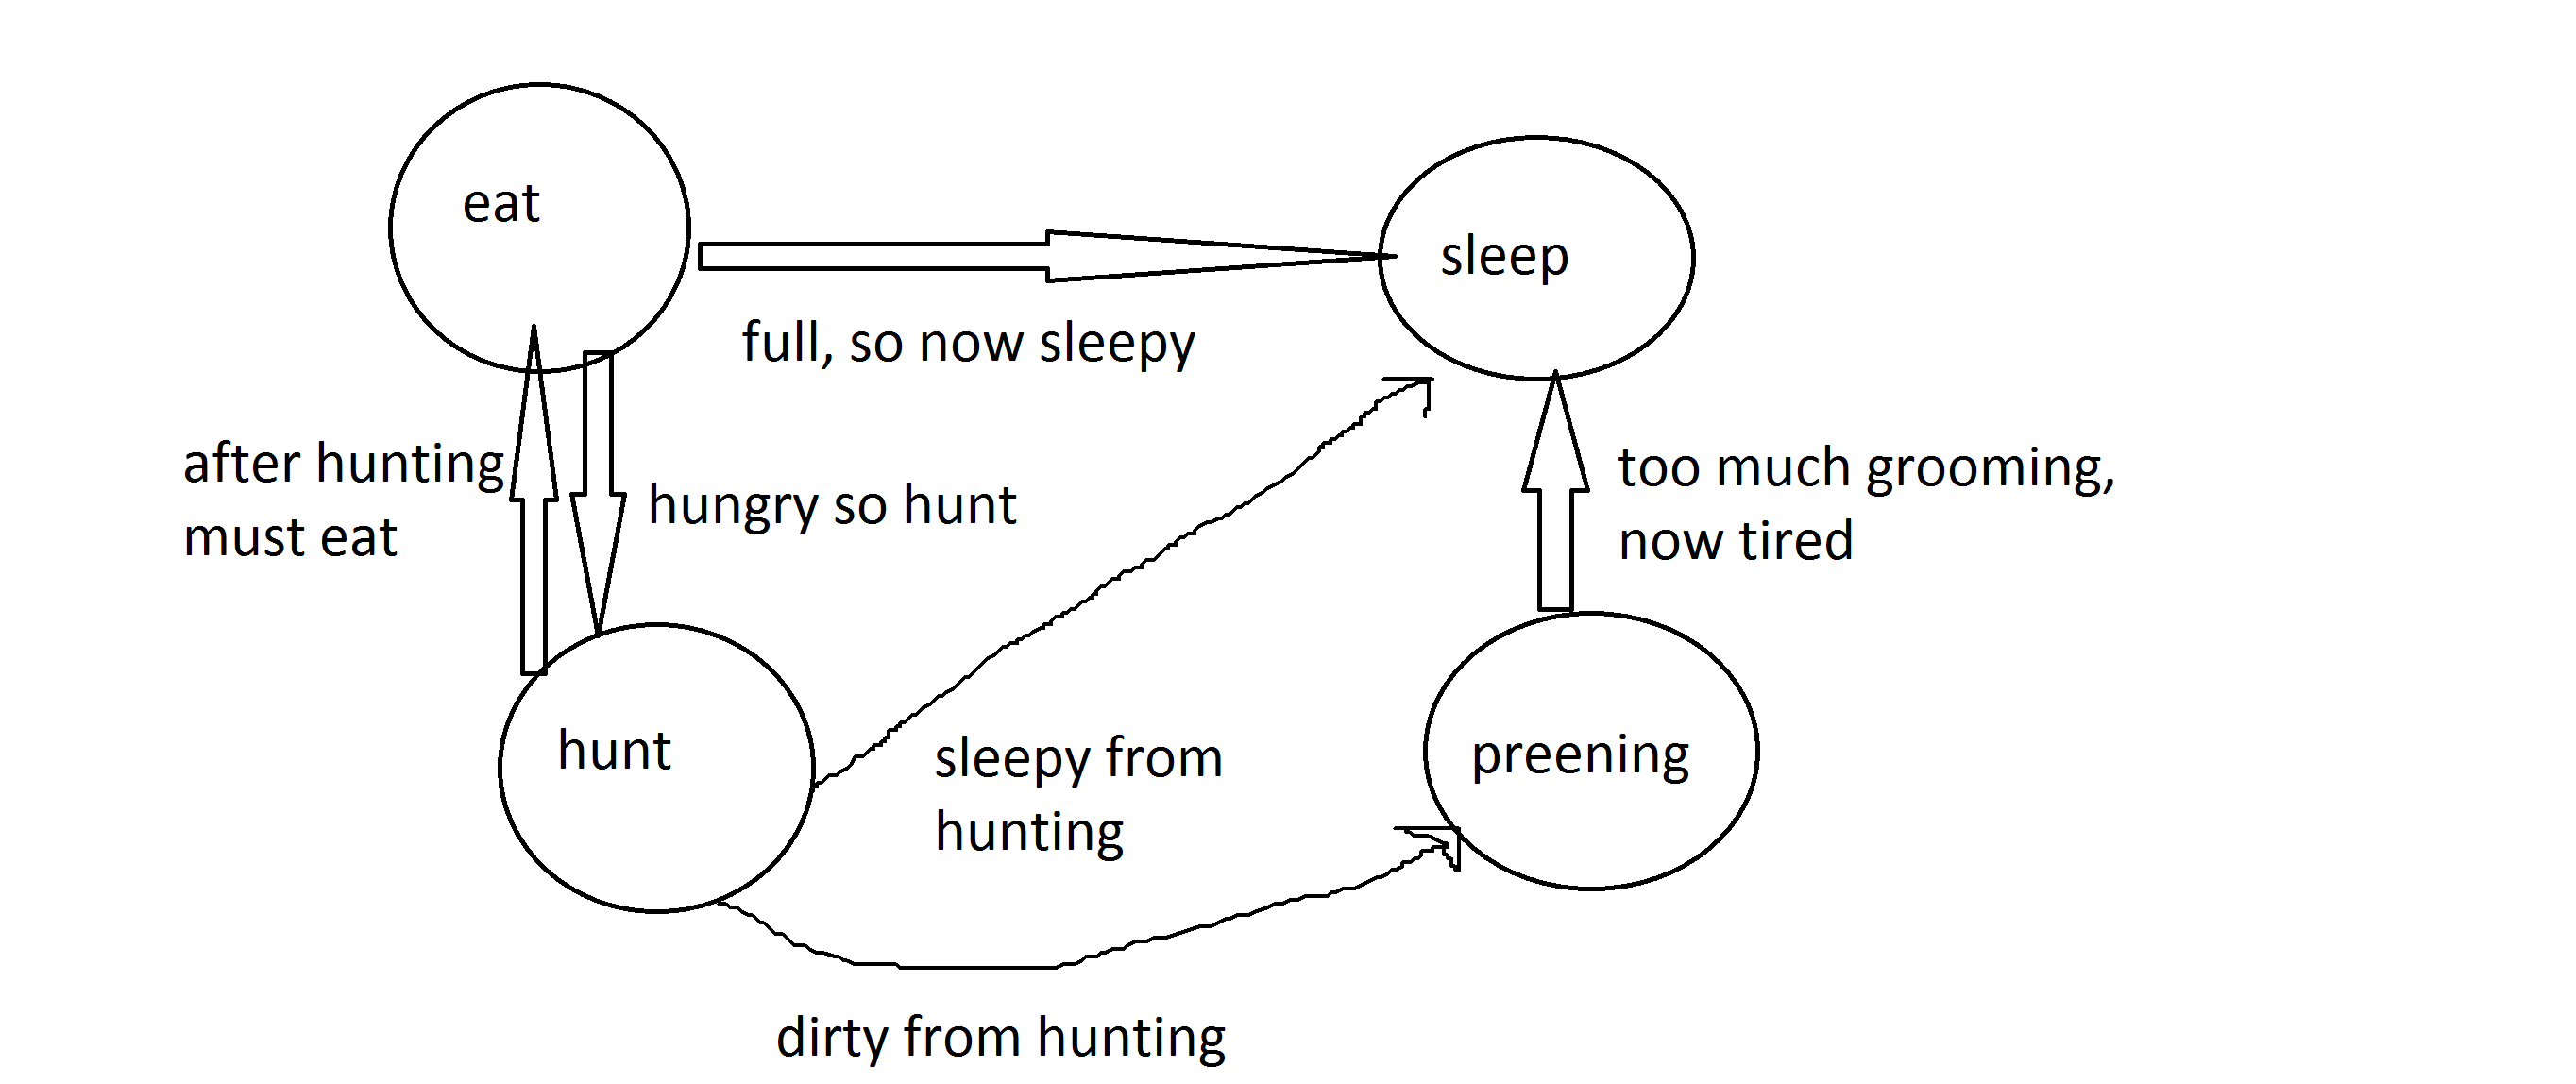 eat
sleep
full, so now sleepy
after hunting
must eat
hungry so hunt
too much grooming,
now tired
hunt
sleepy from
hunting
preening
dirty from hunting